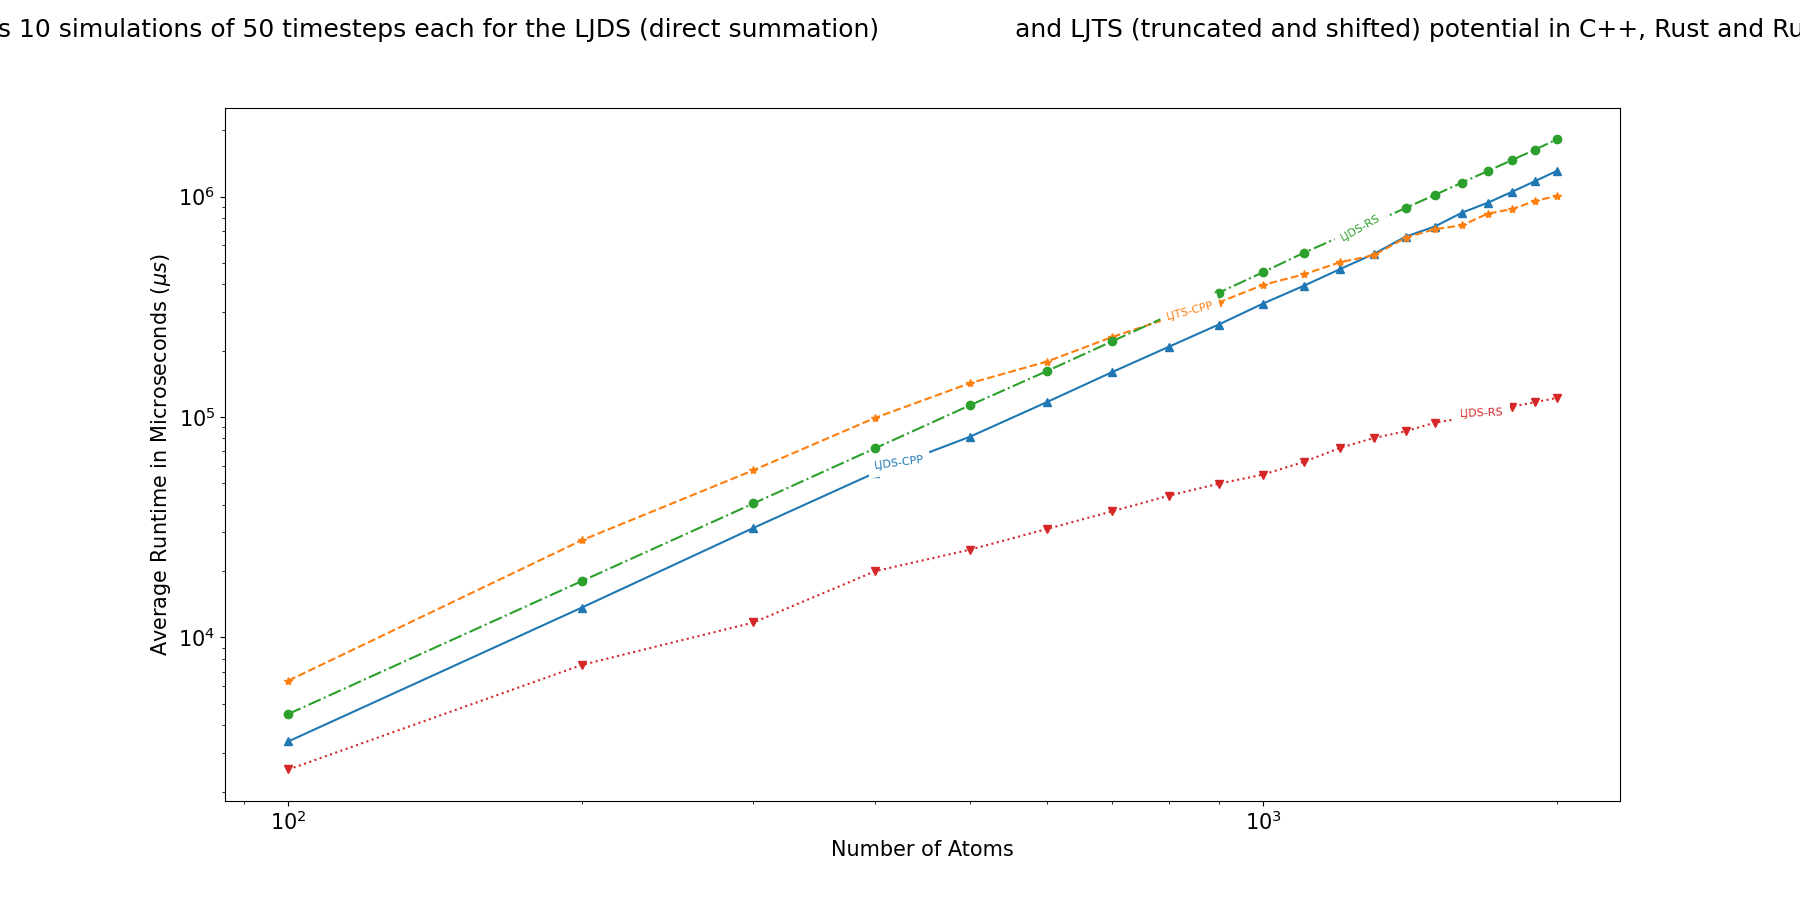 s 10 simulations of 50 timesteps each for the LJDS (direct summation) and LJTS (truncated and shifted) potential in C++, Rust and Ru
10^6
10^5
10^4
Average Runtime in Microseconds (μs)
LJDS-RS
LJTS-CPP
LJDS-RS
LJDS-CPP
10^2
10^3
Number of Atoms